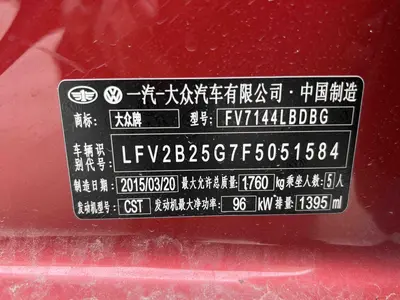 一汽-大众汽车有限公司·中国制造
商标: 大众牌 型号: FV7144LBDBG
车辆识别代号: LFV2B25G7F5051584
制造日期 2015/03/20 最大允许总质量 1760 kg 乘坐人数 5 人
发动机型号 CST 发动机最大净功率 96 kW 排量 1395 ml